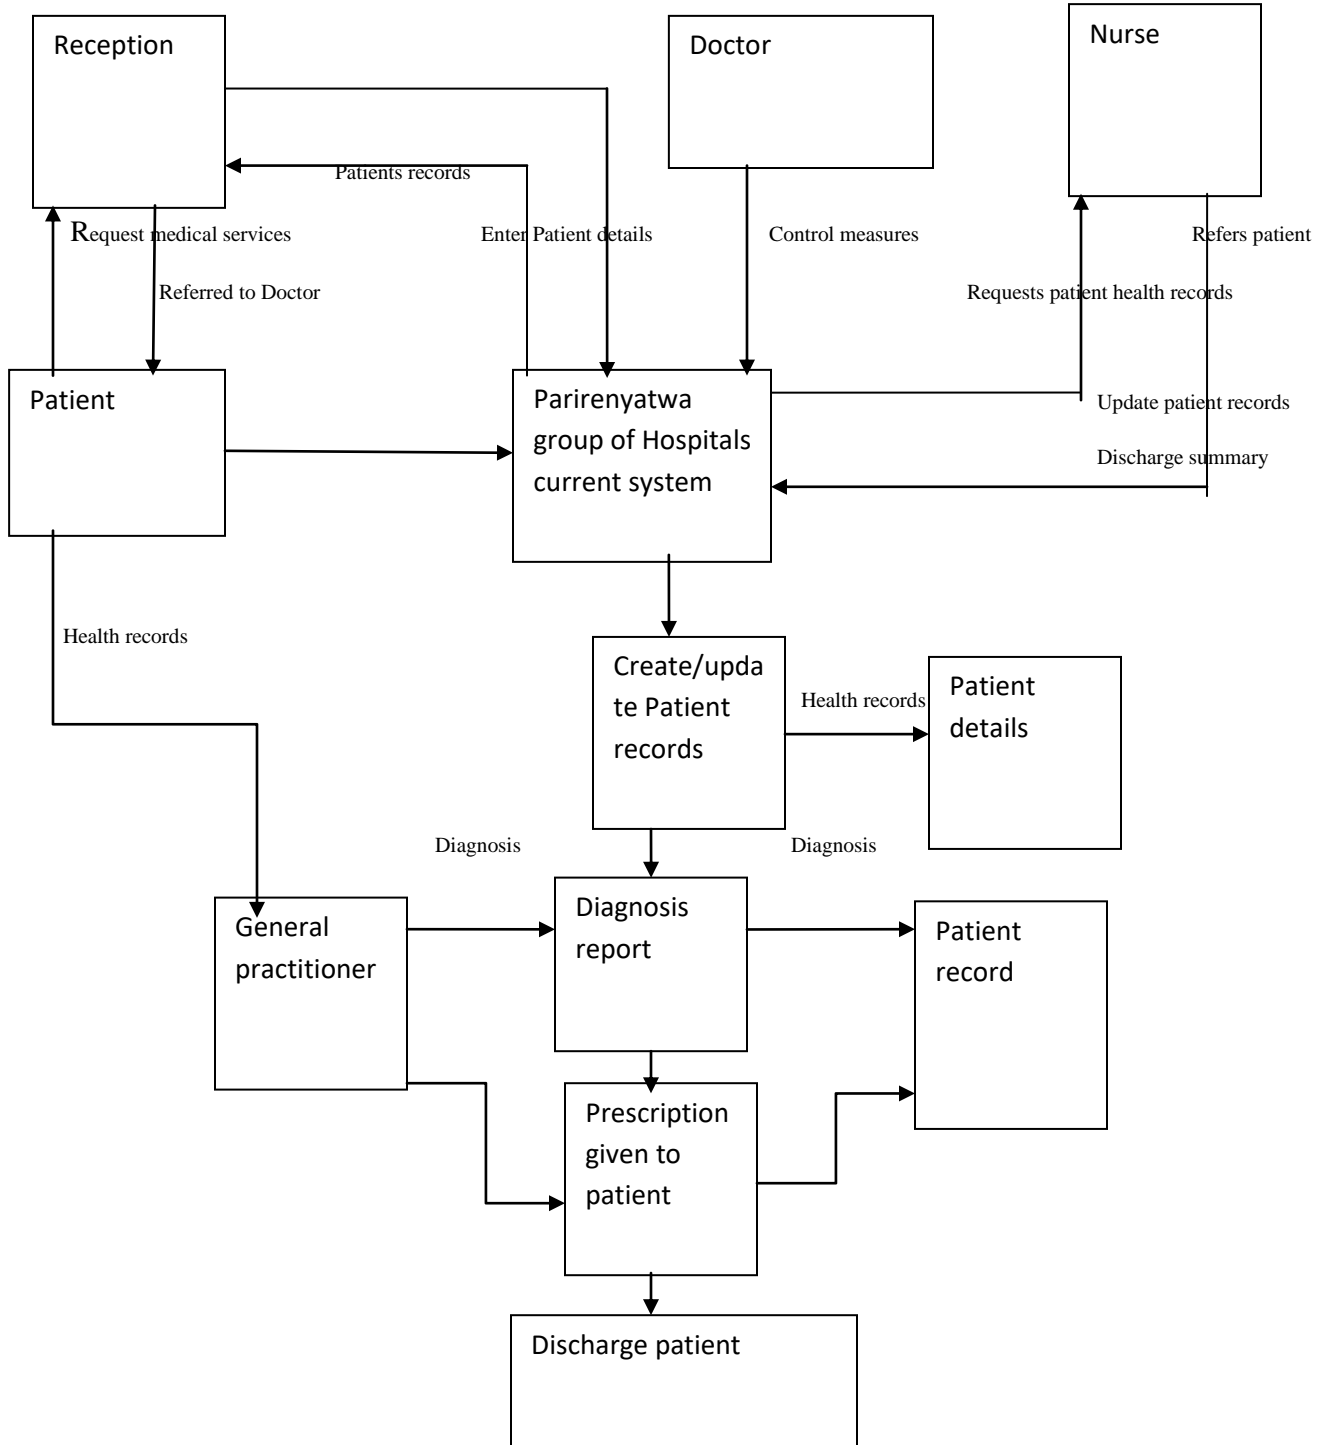 Reception
Doctor
Nurse
Patients records
Request medical services
Enter Patient details
Control measures
Refers patient
Referred to Doctor
Requests patient health records
Patient
Parirenyatwa
group of Hospitals
current system
Update patient records
Discharge summary
Health records
Create/upda
te Patient
records
Health records
Patient
details
Diagnosis
Diagnosis
General
practitioner
Diagnosis
report
Patient
record
Prescription
given to
patient
Discharge patient